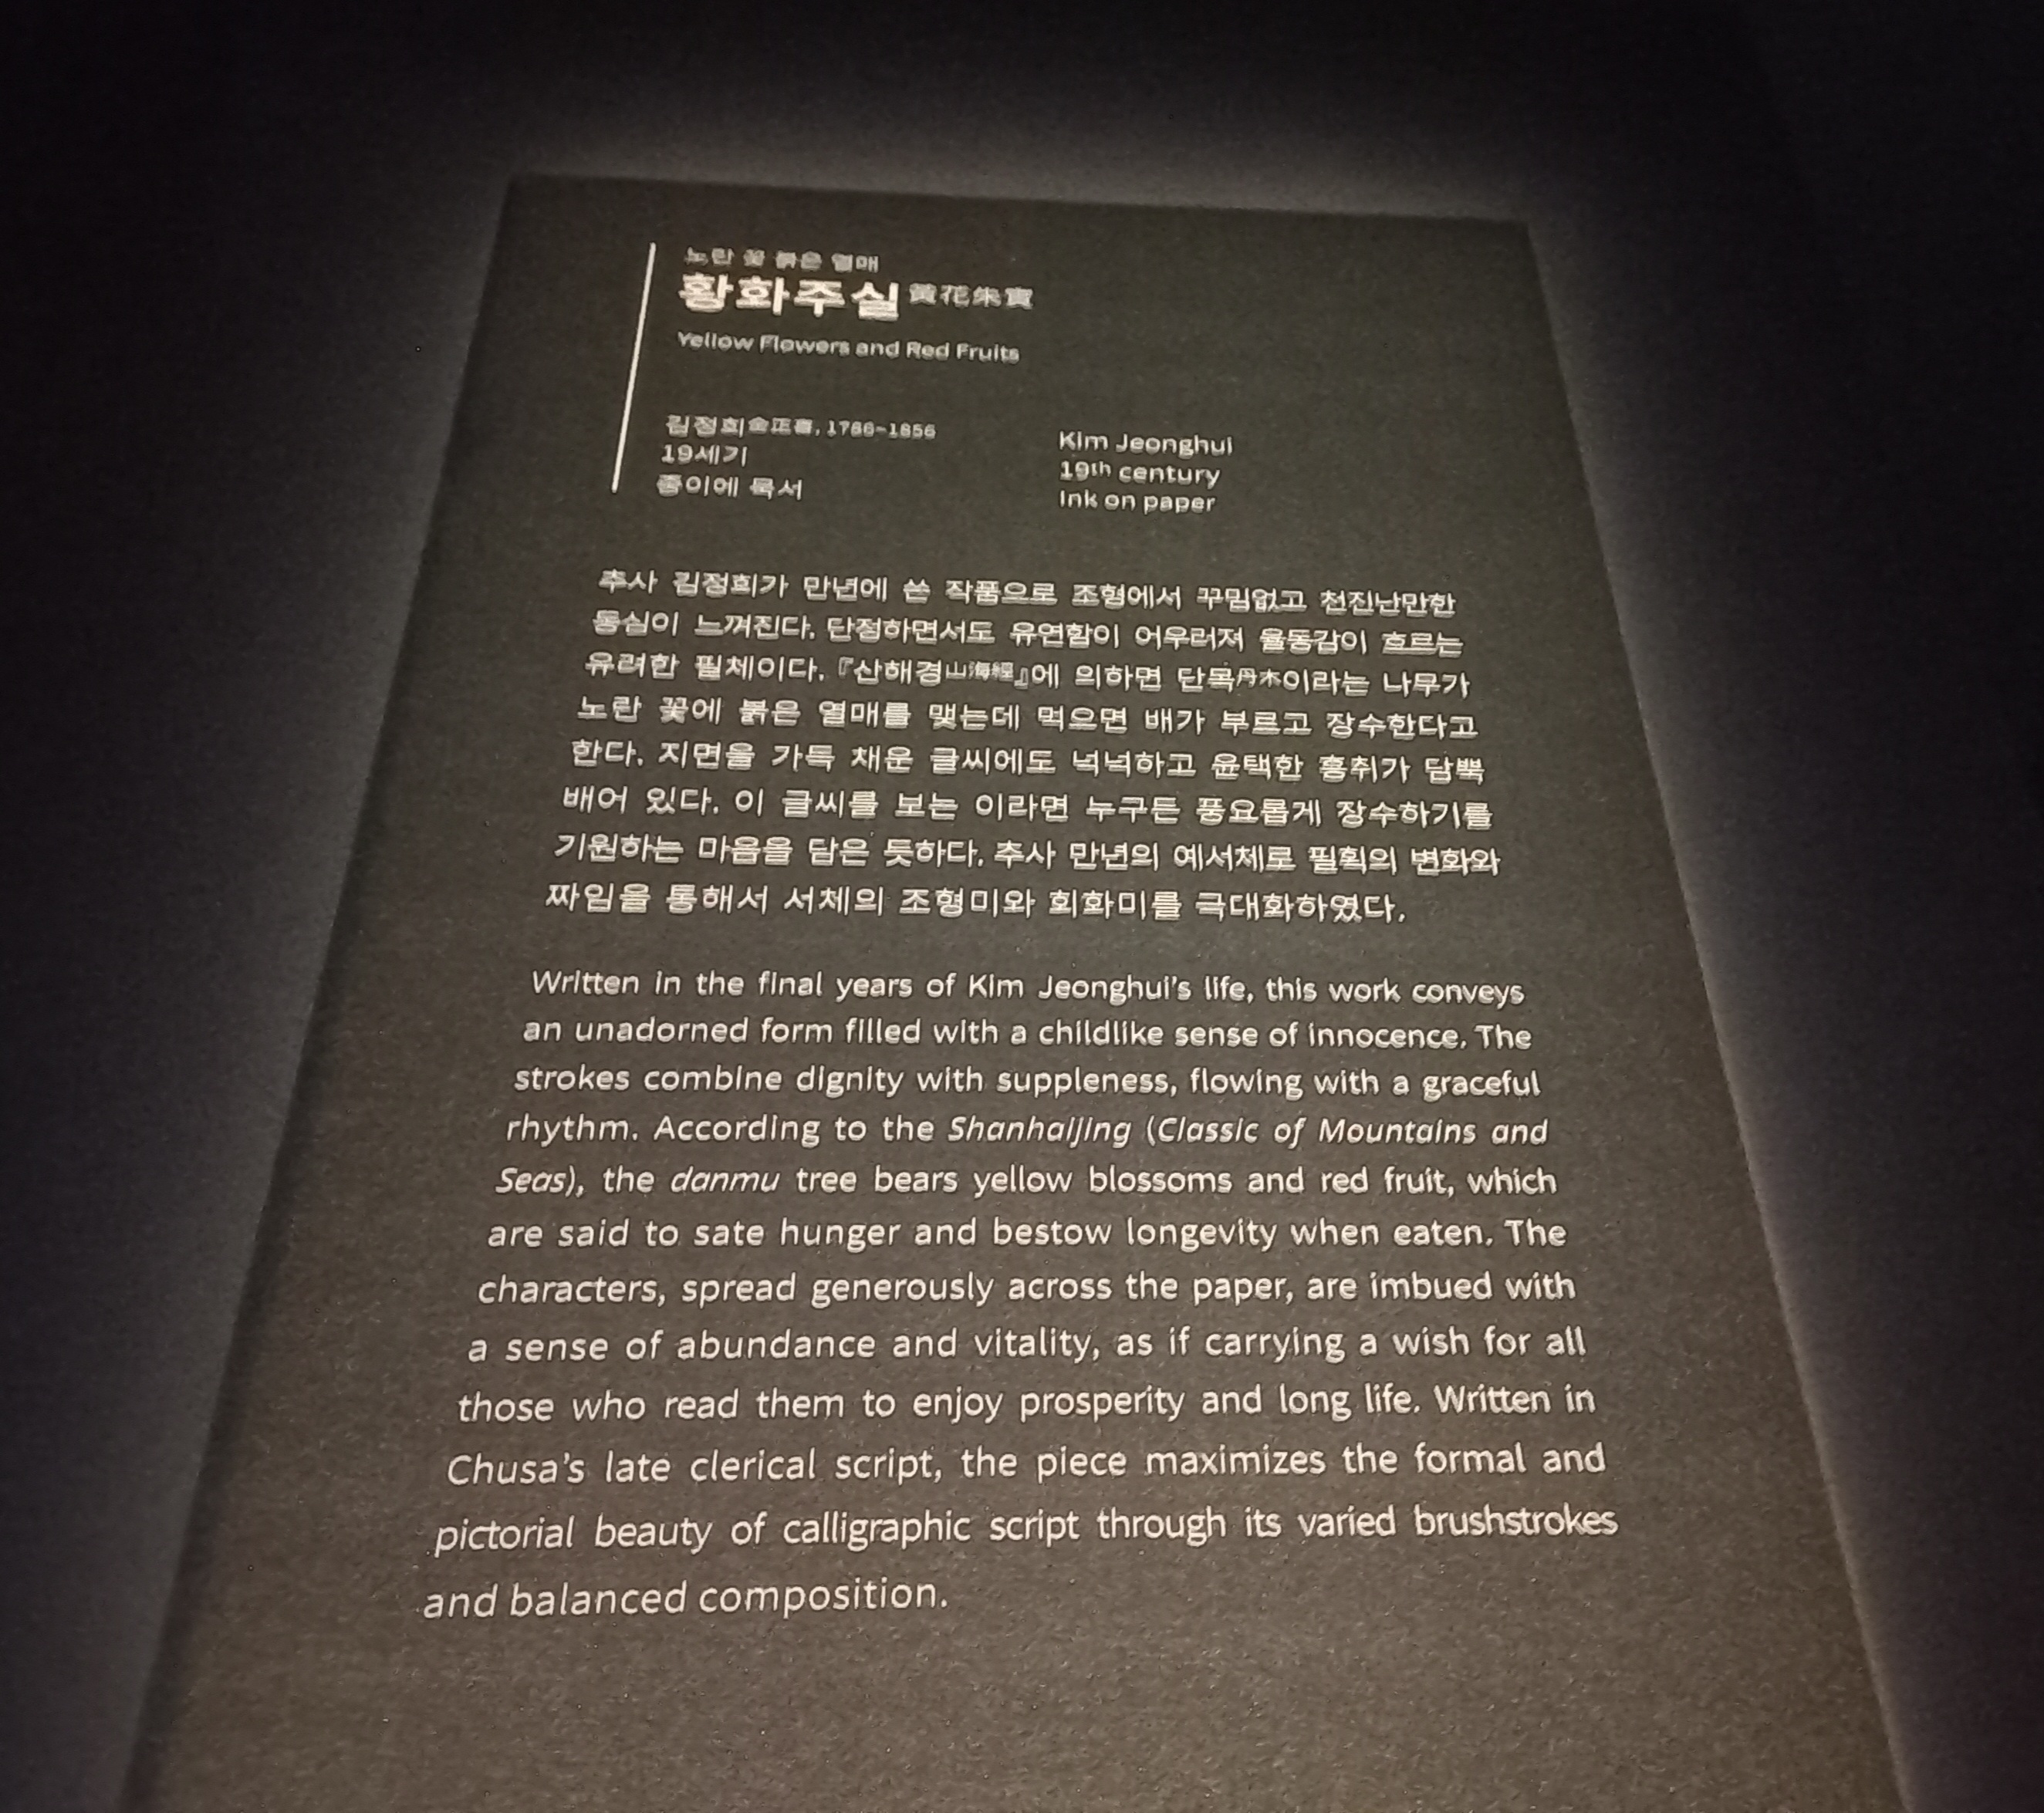 노란 꽃 붉은 열매
황화주실 黃花朱實
Yellow Flowers and Red Fruits
김정희金正喜, 1786-1856
19세기
종이에 묵서
Kim Jeonghui
19th century
Ink on paper
추사 김정희가 만년에 쓴 작품으로 조형에서 꾸밈없고 천진난만한
동심이 느껴진다. 단정하면서도 유연함이 어우러져 율동감이 흐르는
유려한 필체이다. 『산해경山海經』에 의하면 단목丹木이라는 나무가
노란 꽃에 붉은 열매를 맺는데 먹으면 배가 부르고 장수한다고
한다. 지면을 가득 채운 글씨에도 넉넉하고 윤택한 흥취가 담뿍
배어 있다. 이 글씨를 보는 이라면 누구든 풍요롭게 장수하기를
기원하는 마음을 담은 듯하다. 추사 만년의 예서체로 필획의 변화와
짜임을 통해서 서체의 조형미와 회화미를 극대화하였다.
Written in the final years of Kim Jeonghui's life, this work conveys
an unadorned form filled with a childlike sense of innocence. The
strokes combine dignity with suppleness, flowing with a graceful
rhythm. According to the Shanhaijing (Classic of Mountains and
Seas), the danmu tree bears yellow blossoms and red fruit, which
are said to sate hunger and bestow longevity when eaten. The
characters, spread generously across the paper, are imbued with
a sense of abundance and vitality, as if carrying a wish for all
those who read them to enjoy prosperity and long life. Written in
Chusa's late clerical script, the piece maximizes the formal and
pictorial beauty of calligraphic script through its varied brushstrokes
and balanced composition.